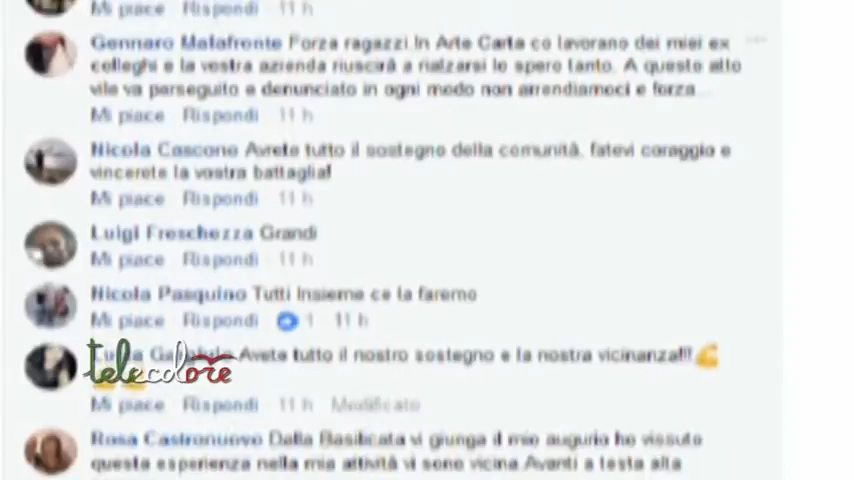 Mi piace Rispondi 11 h
Gennaro Malafronte Forza ragazzi.In Arte Carta co lavorano dei miei ex
colleghi e la vostra azienda riuscirà a rialzarsi lo spero tanto. A questo atto
vile va perseguito e denunciato in ogni modo non arrendiamoci e forza
Mi piace Rispondi 11 h
Nicola Cascone Avrete tutto il sostegno della comunità, fatevi coraggio e
vincerete la vostra battaglia!
Mi piace Rispondi 11 h
Luigi Freschezza Grandi
Mi piace Rispondi 11 h
Nicola Pasquino Tutti Insieme ce la faremo
Mi piace Rispondi 1 11 h
Avete tutto il nostro sostegno e la nostra vicinanza!!!
telecolore
Mi piace Rispondi 11 h Modificato
Rosa Castronuovo Dalla Basilicata vi giunga il mio augurio ho vissuto
questa esperienza nella mia attività vi sono vicina.Avanti a testa alta